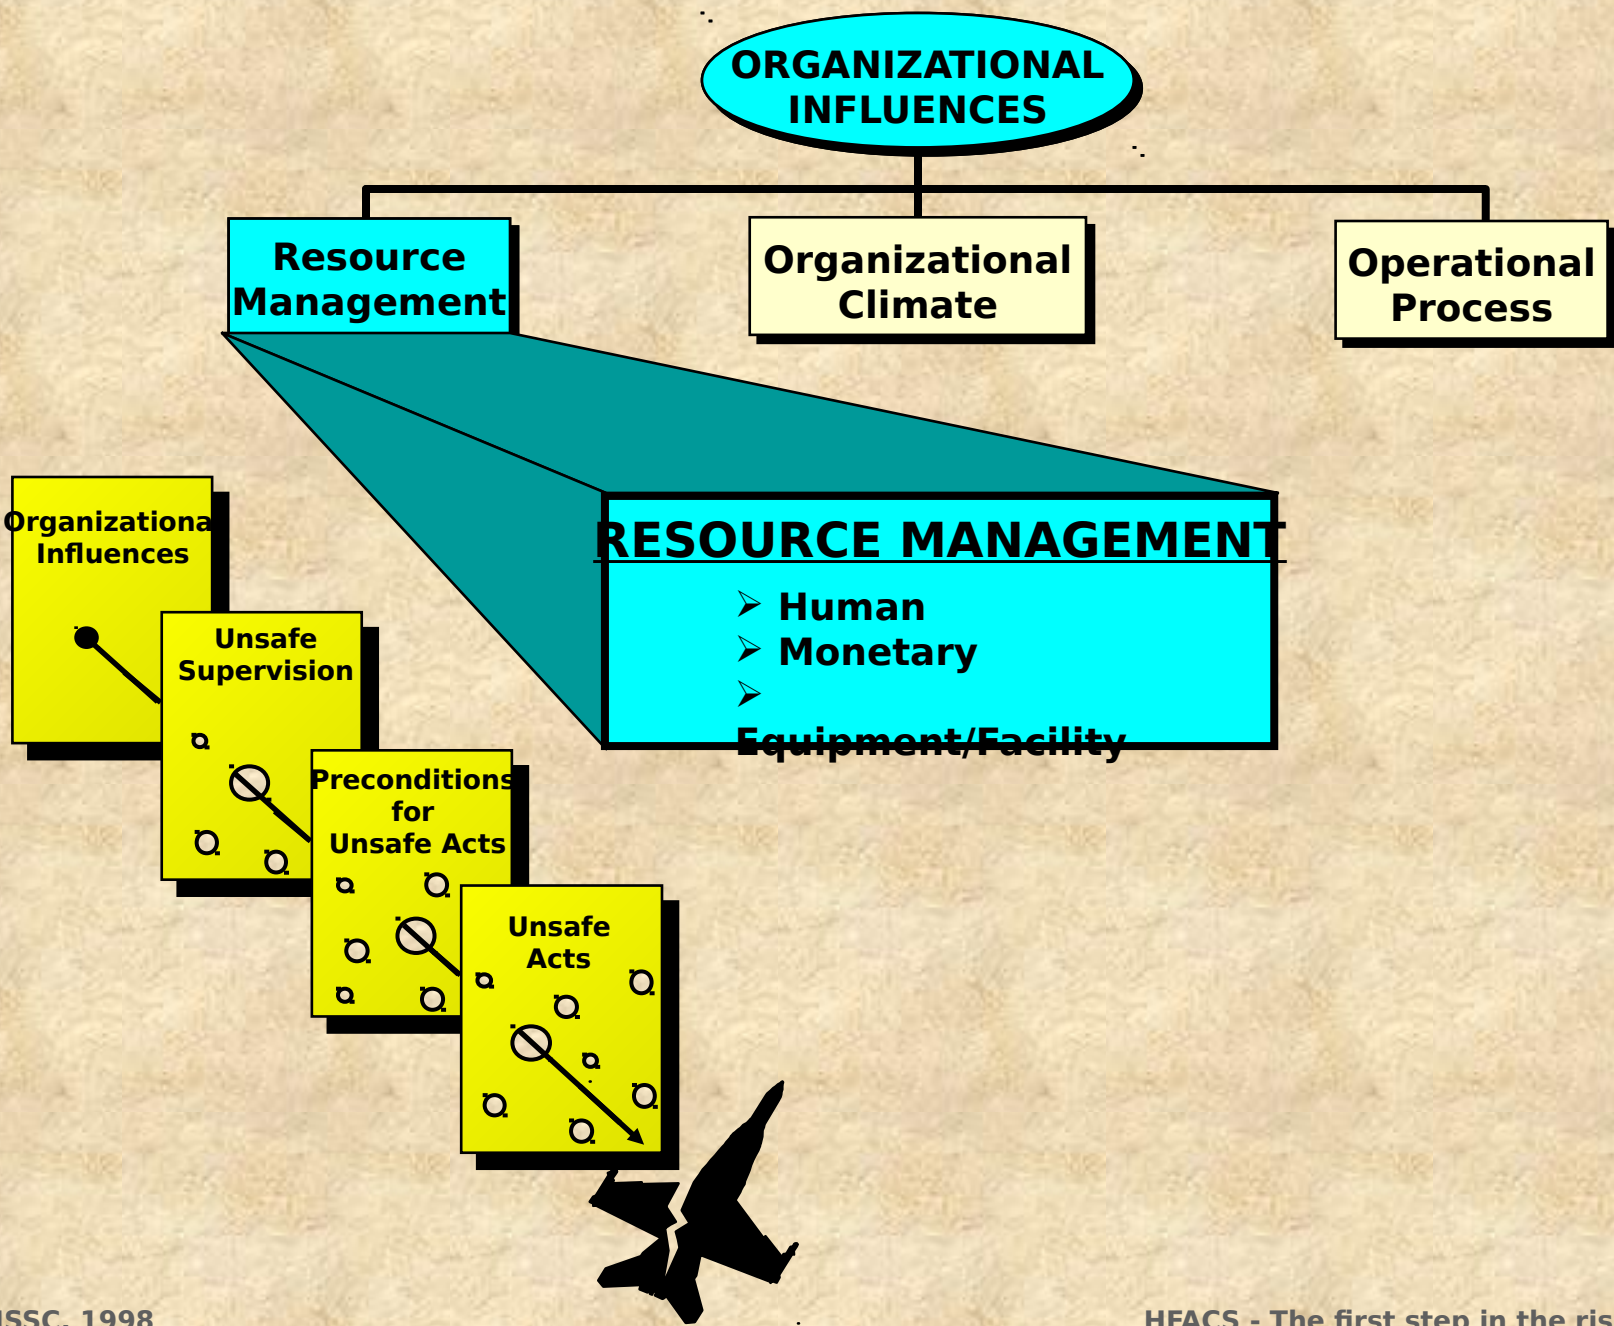 ORGANIZATIONAL
INFLUENCES
Resource
Management
Organizational
Climate
Operational
Process
RESOURCE MANAGEMENT
➢ Human
➢ Monetary
➢
Equipment/Facility
Organizationa
Influences
Unsafe
Supervision
Preconditions
for
Unsafe Acts
Unsafe
Acts
SSC, 1998
HFACS - The first step in the ris